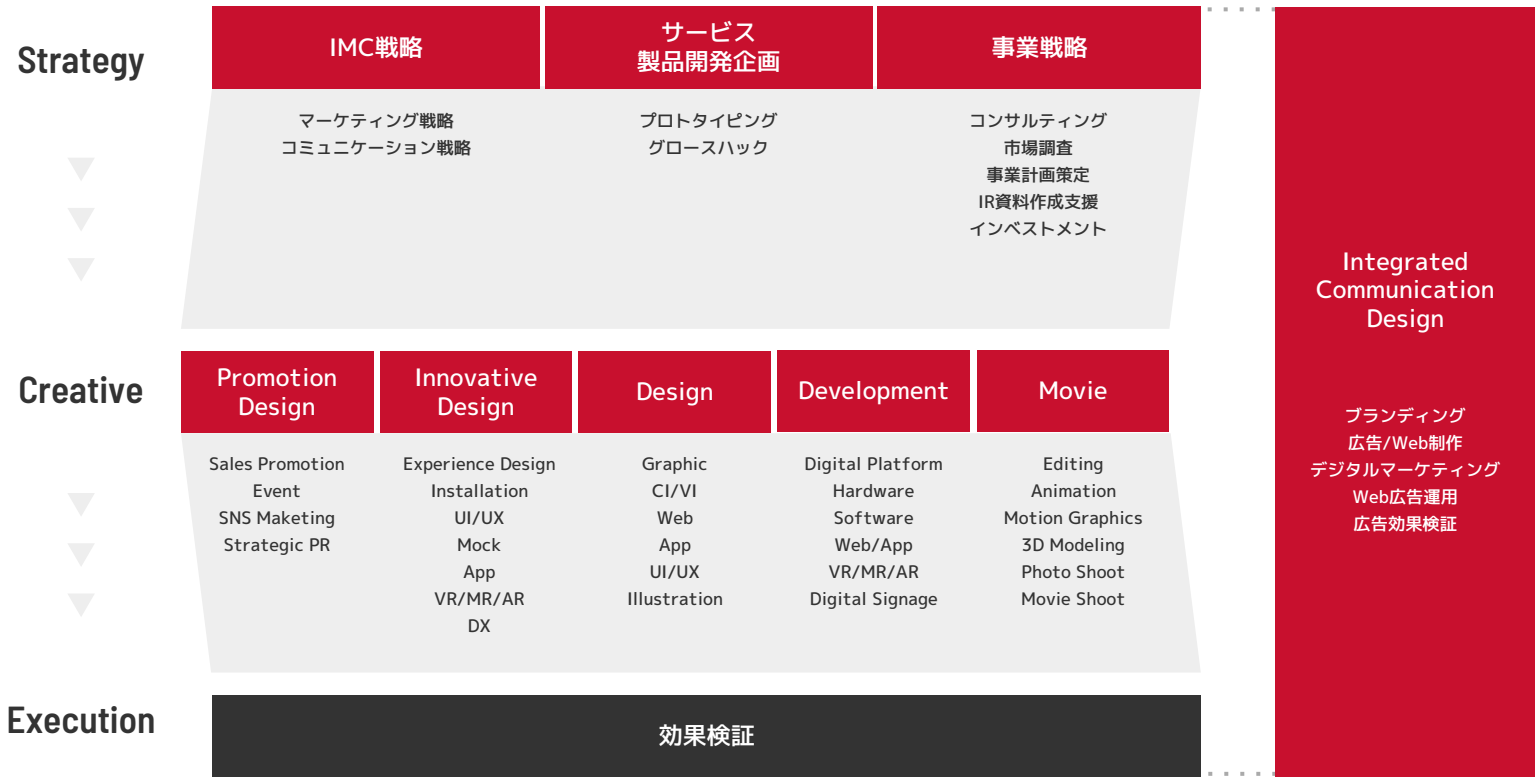 Strategy
IMC戦略
サービス
製品開発企画
事業戦略
マーケティング戦略
コミュニケーション戦略
プロトタイピング
グロースハック
コンサルティング
市場調査
事業計画策定
IR資料作成支援
インベストメント
Creative
Promotion
Design
Innovative
Design
Design
Development
Movie
Sales Promotion
Event
SNS Maketing
Strategic PR
Experience Design
Installation
UI/UX
Mock
App
VR/MR/AR
DX
Graphic
CI/VI
Web
App
UI/UX
Illustration
Digital Platform
Hardware
Software
Web/App
VR/MR/AR
Digital Signage
Editing
Animation
Motion Graphics
3D Modeling
Photo Shoot
Movie Shoot
Execution
効果検証
Integrated
Communication
Design
ブランディング
広告/Web制作
デジタルマーケティング
Web広告運用
広告効果検証